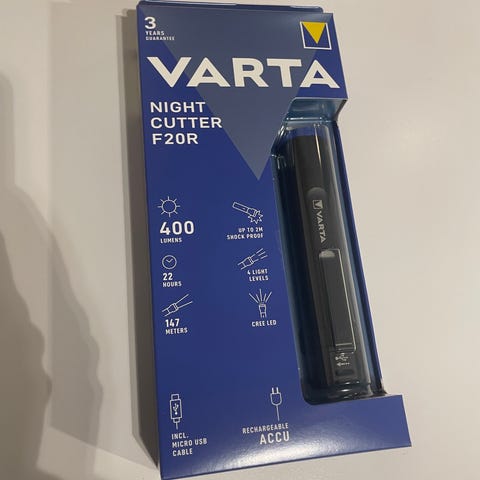 3
YEARS
GUARANTEE
VARTA
NIGHT
CUTTER
F20R
400
LUMENS
UP TO 2M
SHOCK PROOF
22
HOURS
4 LIGHT
LEVELS
147
METERS
CREE LED
VARTA
INCL.
MICRO USB
CABLE
RECHARGEABLE
ACCU